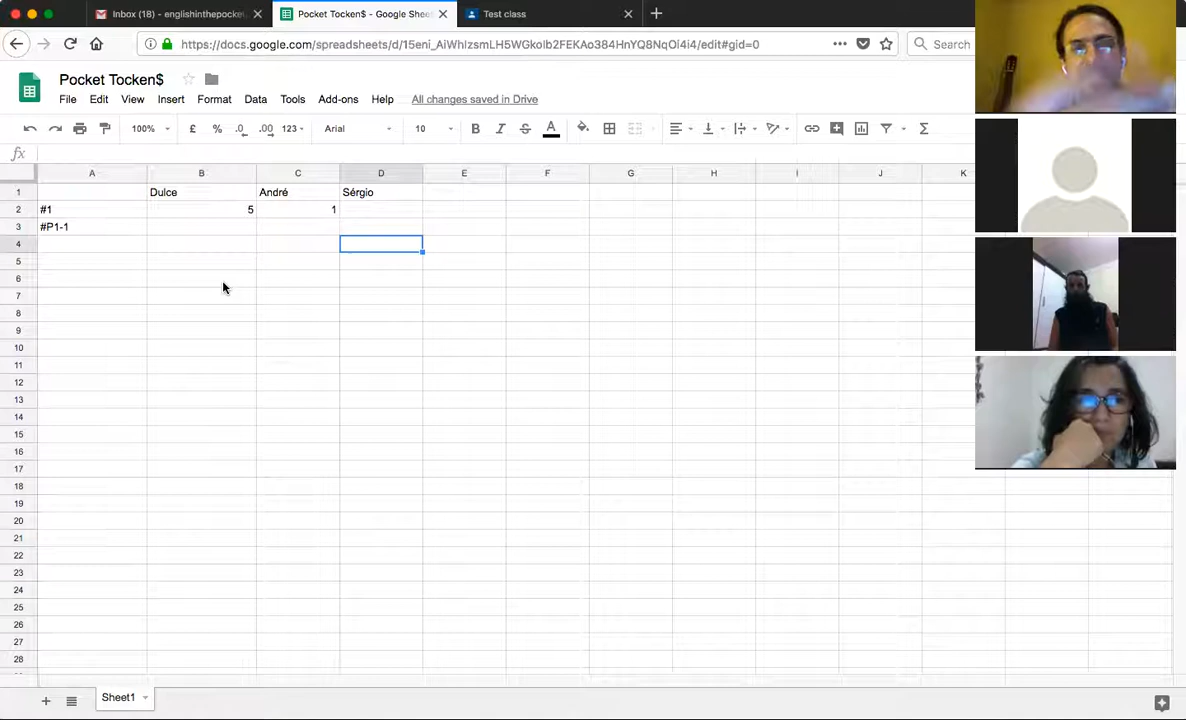 Inbox (18) - englishinthepocket
Pocket Tocken$ - Google Shee
Test class
https://docs.google.com/spreadsheets/d/15eni_AiWhIzsmLH5WGkoIb2FEKAo384HnYQ8NqOi4i4/edit#gid=0
Search
Pocket Tocken$
File Edit View Insert Format Data Tools Add-ons Help All changes saved in Drive
100% £ % .0 .00 123 Arial 10 B I S A Σ
fx
A B C D E F G H I J K
1 Dulce André Sérgio
2 #1 5 1
3 #P1-1
4
5
6
7
8
9
10
11
12
13
14
15
16
17
18
19
20
21
22
23
24
25
26
27
28
Sheet1